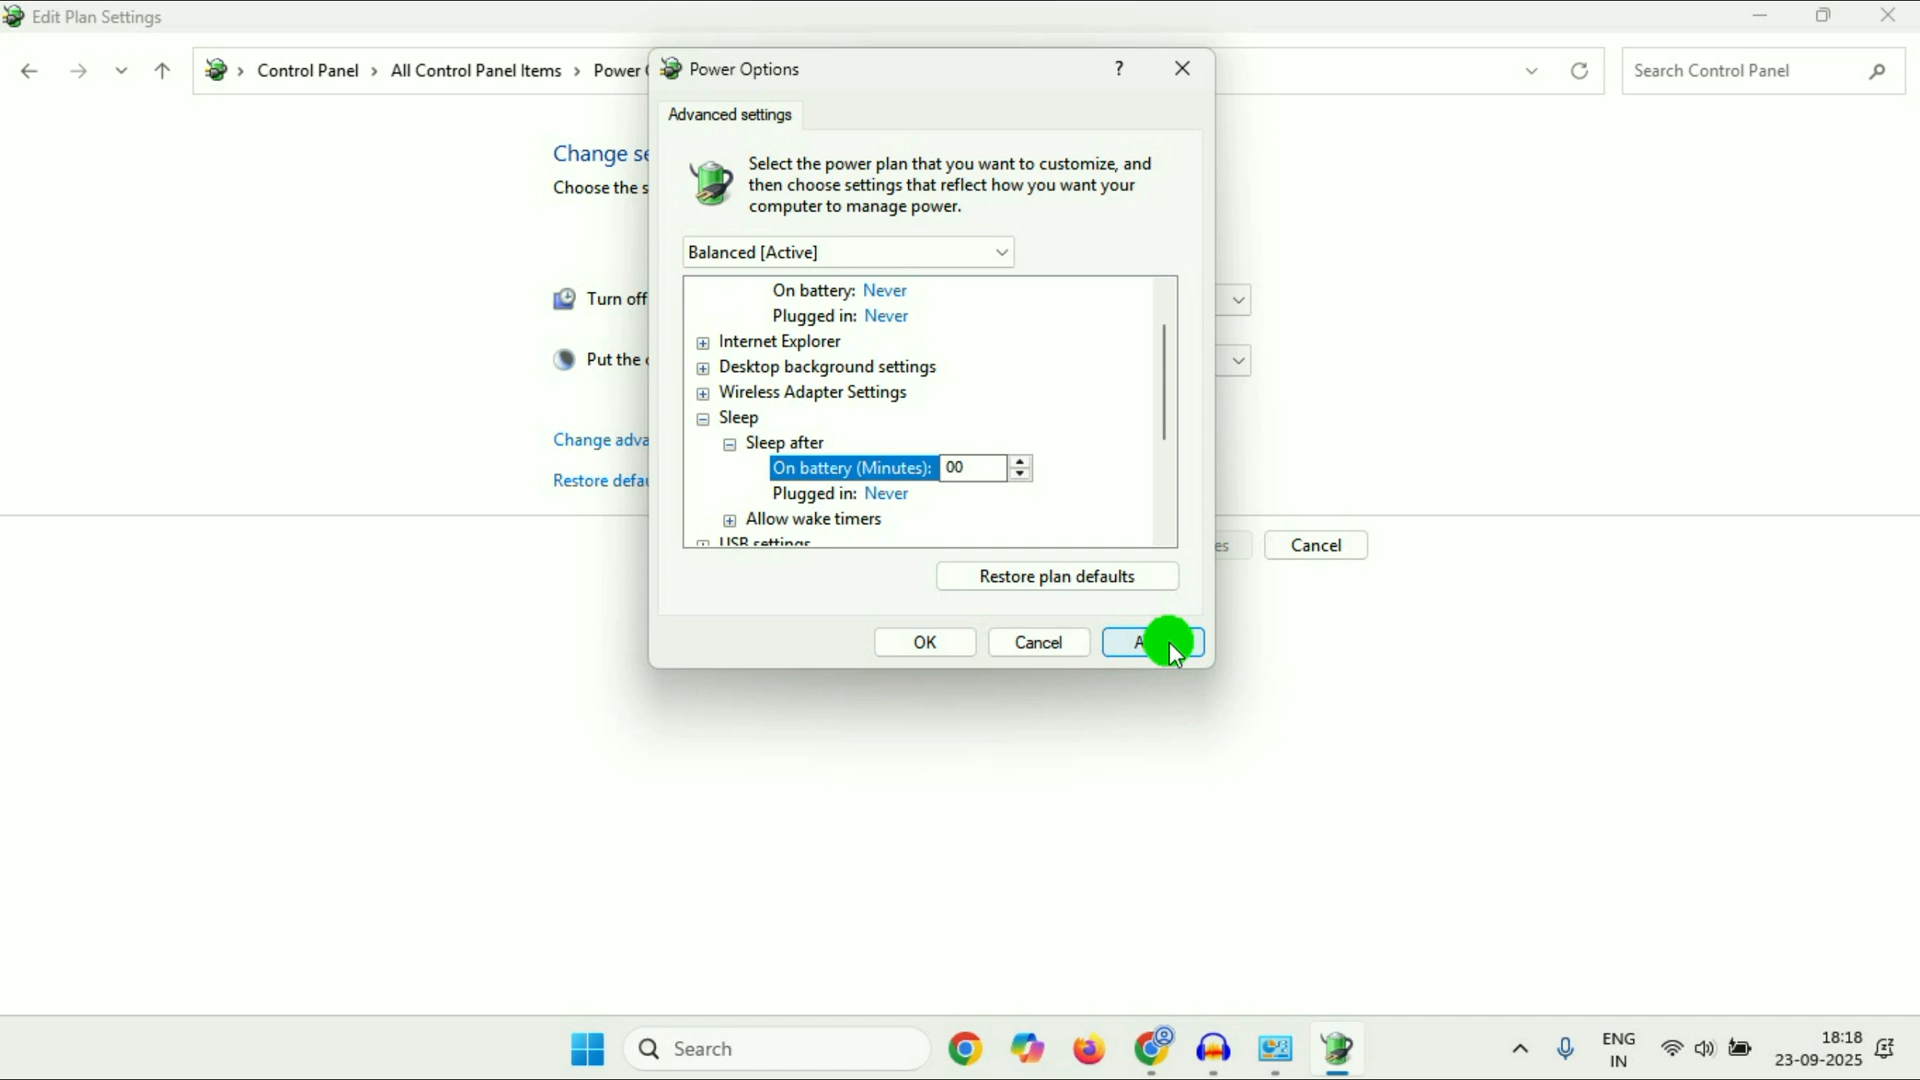 Edit Plan Settings
Control Panel > All Control Panel Items > Power
Search Control Panel
Power Options
?
Advanced settings
Change
Choose the
Select the power plan that you want to customize, and
then choose settings that reflect how you want your
computer to manage power.
Balanced [Active]
Turn off
Put the
Change
Restore
On battery: Never
Plugged in: Never
Internet Explorer
Desktop background settings
Wireless Adapter Settings
Sleep
Sleep after
On battery (Minutes): 00
Plugged in: Never
Allow wake timers
USB settings
Cancel
Restore plan defaults
OK
Cancel
Search
ENG
IN
18:18
23-09-2025